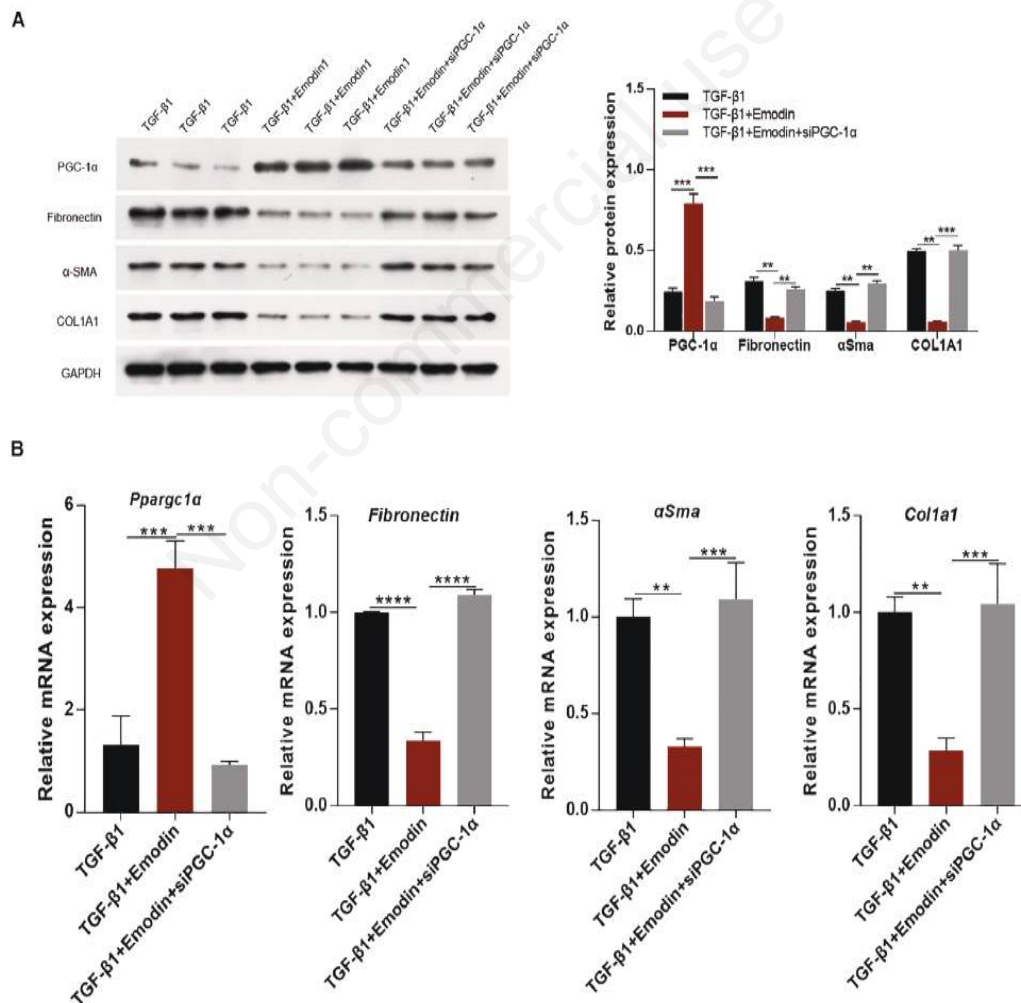 A
TGF-β1
TGF-β1
TGF-β1
TGF-β1+Emodin1
TGF-β1+Emodin1
TGF-β1+Emodin1
TGF-β1+Emodin+siPGC-1α
TGF-β1+Emodin+siPGC-1α
TGF-β1+Emodin+siPGC-1α
PGC-1α
Fibronectin
α-SMA
COL1A1
GAPDH
Relative protein expression
1.5
1.0
0.5
0.0
TGF-β1
TGF-β1+Emodin
TGF-β1+Emodin+siPGC-1α
*** ***
** **
** **
** ***
PGC-1α Fibronectin αSma COL1A1
Non-commercial use
B
Ppargc1α
Relative mRNA expression
6
4
2
0
*** ***
TGF-β1
TGF-β1+Emodin
TGF-β1+Emodin+siPGC-1α
Fibronectin
Relative mRNA expression
1.5
1.0
0.5
0.0
**** ****
TGF-β1
TGF-β1+Emodin
TGF-β1+Emodin+siPGC-1α
αSma
Relative mRNA expression
1.5
1.0
0.5
0.0
** ***
TGF-β1
TGF-β1+Emodin
TGF-β1+Emodin+siPGC-1α
Col1a1
Relative mRNA expression
1.5
1.0
0.5
0.0
** ***
TGF-β1
TGF-β1+Emodin
TGF-β1+Emodin+siPGC-1α